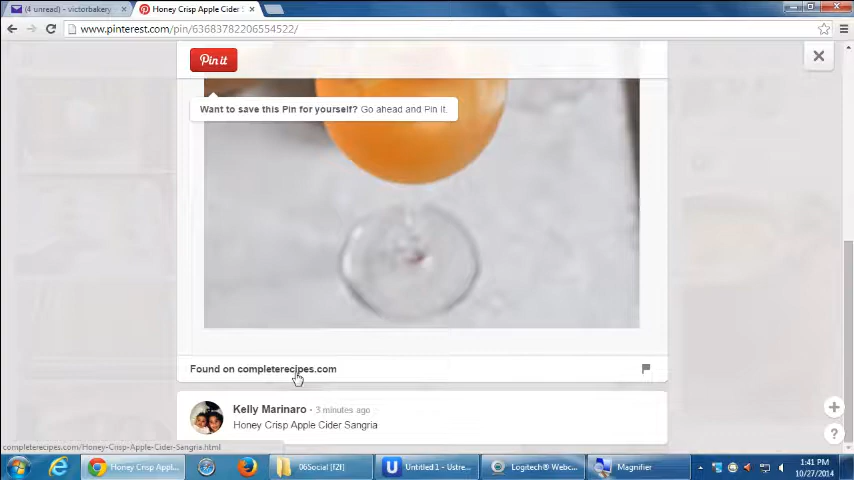 (4 unread) - victorbakery
Honey Crisp Apple Cider S
www.pinterest.com/pin/63683782206554522/
Pin it
Want to save this Pin for yourself? Go ahead and Pin it.
Found on completerecipes.com
Kelly Marinaro - 3 minutes ago
Honey Crisp Apple Cider Sangria
completerecipes.com/Honey-Crisp-Apple-Cider-Sangria.html
Honey Crisp Apple Ci...
06Social [f2f]
Untitled 1 - Ustre...
Logitech® Webc...
Magnifier
1:41 PM
10/27/2014